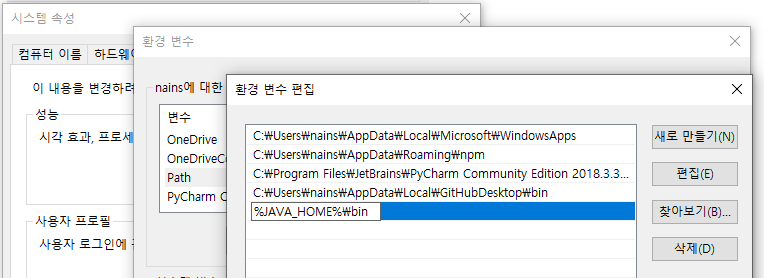 시스템 속성
환경 변수
컴퓨터 이름
하드웨어
이 내용을 변경하려
nains에 대한
환경 변수 편집
성능
시각 효과, 프로세
변수
OneDrive
OneDriveCo
Path
PyCharm Co
C:₩Users₩nains₩AppData₩Local₩Microsoft₩WindowsApps
C:₩Users₩nains₩AppData₩Roaming₩npm
C:₩Program Files₩JetBrains₩PyCharm Community Edition 2018.3.3...
C:₩Users₩nains₩AppData₩Local₩GitHubDesktop₩bin
%JAVA_HOME%₩bin
새로 만들기(N)
편집(E)
찾아보기(B)...
삭제(D)
사용자 프로필
사용자 로그인에